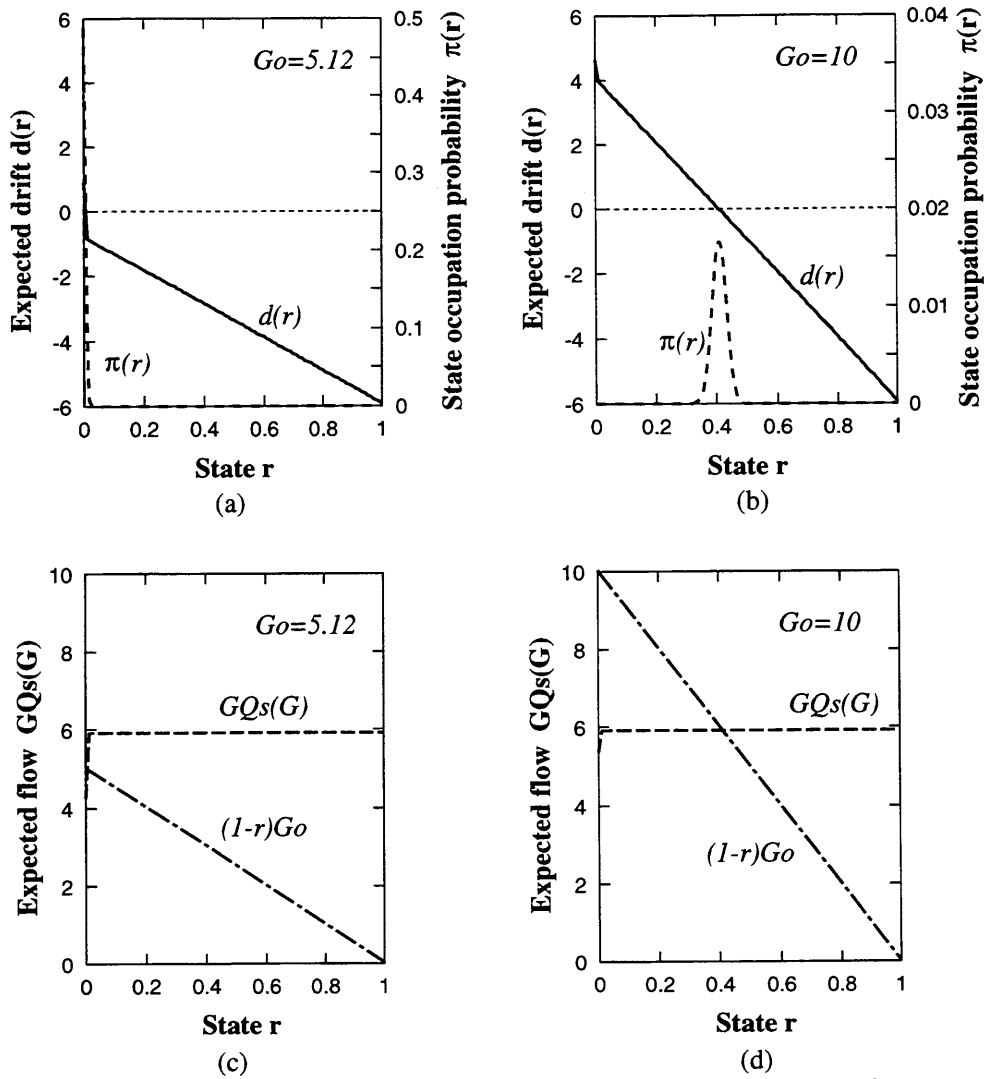 Expected drift d(r)
6
4
2
0
-2
-4
-6
Go=5.12
d(r)
π(r)
0.5
0.4
0.3
0.2
0.1
0
State occupation probability π(r)
0 0.2 0.4 0.6 0.8 1
State r
(a)
Expected drift d(r)
6
4
2
0
-2
-4
-6
Go=10
d(r)
π(r)
0.04
0.03
0.02
0.01
0
State occupation probability π(r)
0 0.2 0.4 0.6 0.8 1
State r
(b)
Expected flow GQs(G)
10
8
6
4
2
0
Go=5.12
GQs(G)
(1-r)Go
0 0.2 0.4 0.6 0.8 1
State r
(c)
Expected flow GQs(G)
10
8
6
4
2
0
Go=10
GQs(G)
(1-r)Go
0 0.2 0.4 0.6 0.8 1
State r
(d)